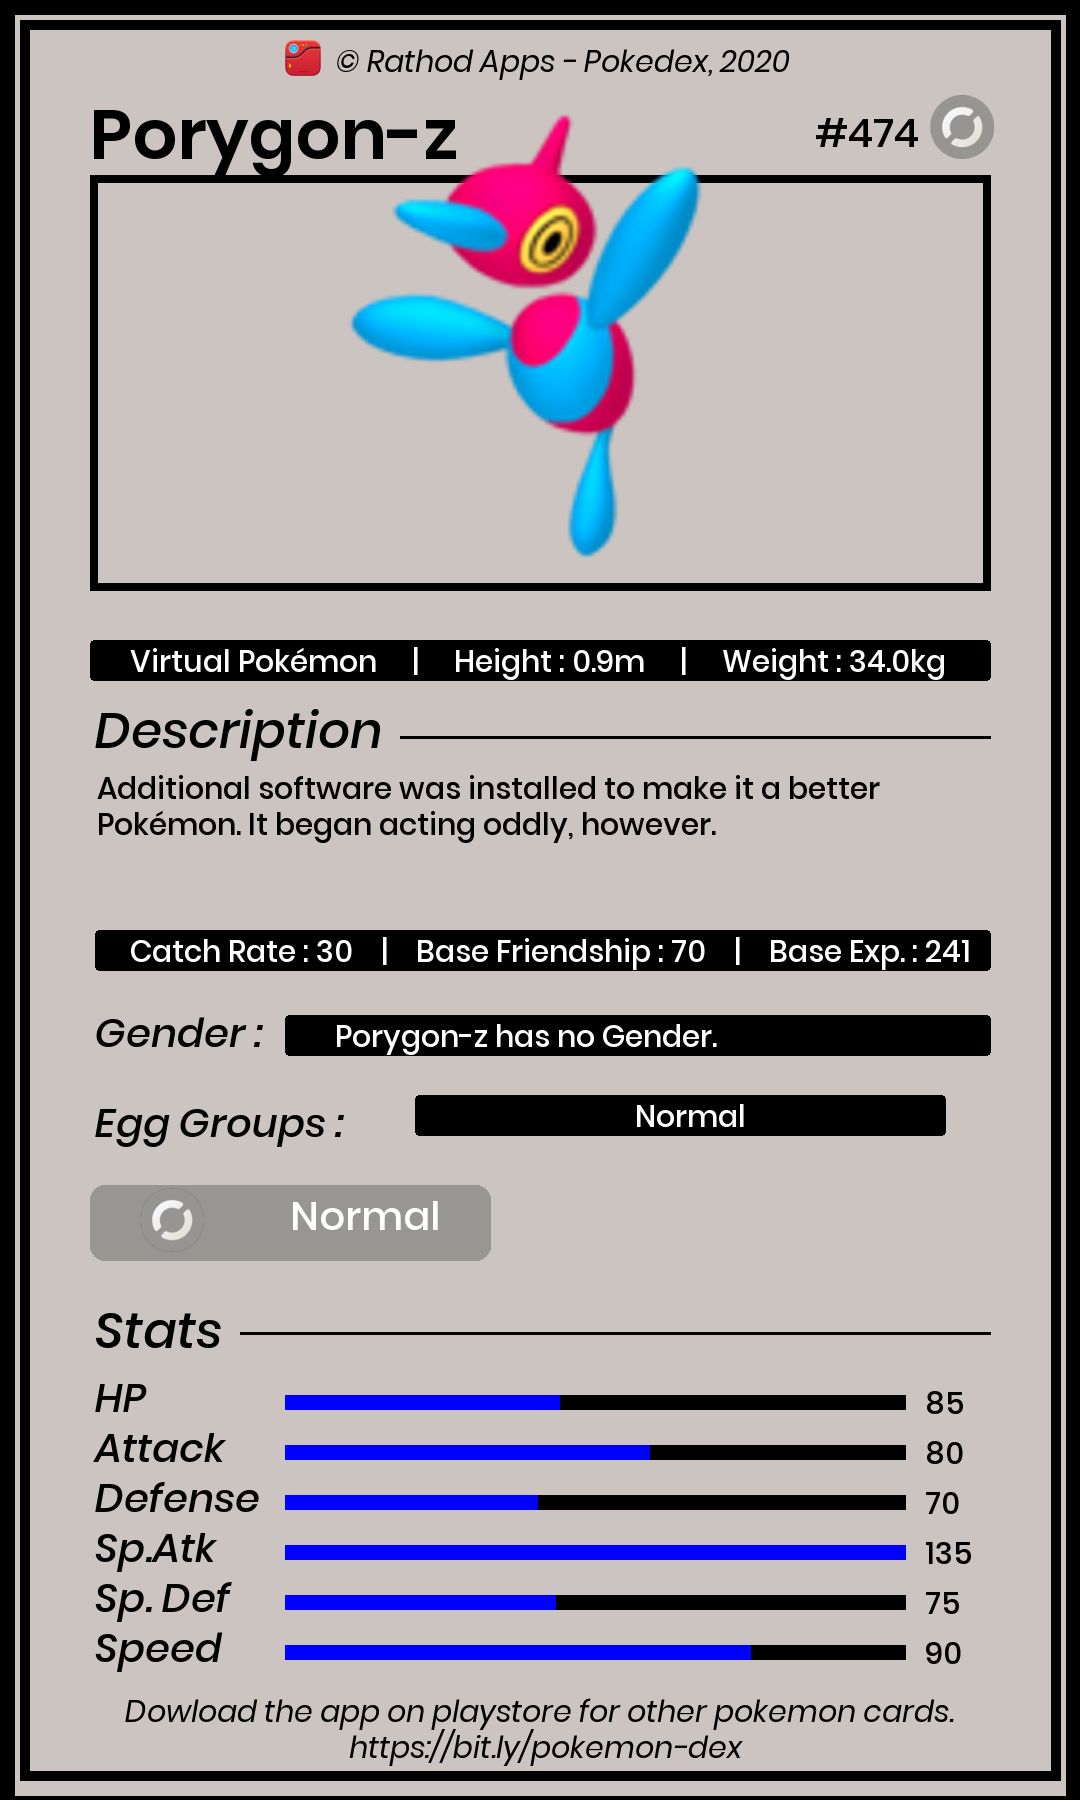 © Rathod Apps - Pokedex, 2020
Porygon-z
#474
Virtual Pokémon | Height : 0.9m | Weight : 34.0kg
Description
Additional software was installed to make it a better
Pokémon. It began acting oddly, however.
Catch Rate : 30 | Base Friendship : 70 | Base Exp. : 241
Gender : Porygon-z has no Gender.
Egg Groups : Normal
Normal
Stats
HP 85
Attack 80
Defense 70
Sp.Atk 135
Sp. Def 75
Speed 90
Dowload the app on playstore for other pokemon cards.
https://bit.ly/pokemon-dex